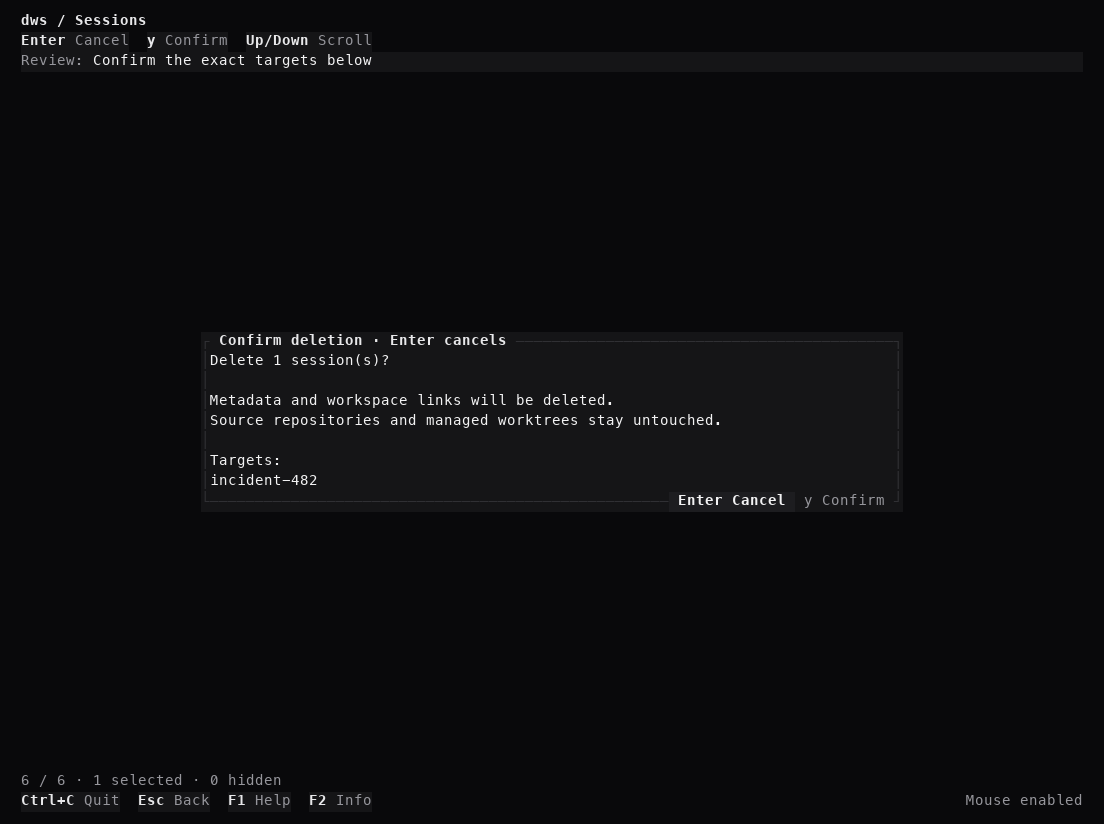 dws / Sessions
Enter Cancel  y Confirm  Up/Down Scroll
Review: Confirm the exact targets below
Confirm deletion · Enter cancels
Delete 1 session(s)?
Metadata and workspace links will be deleted.
Source repositories and managed worktrees stay untouched.
Targets:
incident-482
Enter Cancel  y Confirm
6 / 6 · 1 selected · 0 hidden
Ctrl+C Quit  Esc Back  F1 Help  F2 Info  Mouse enabled